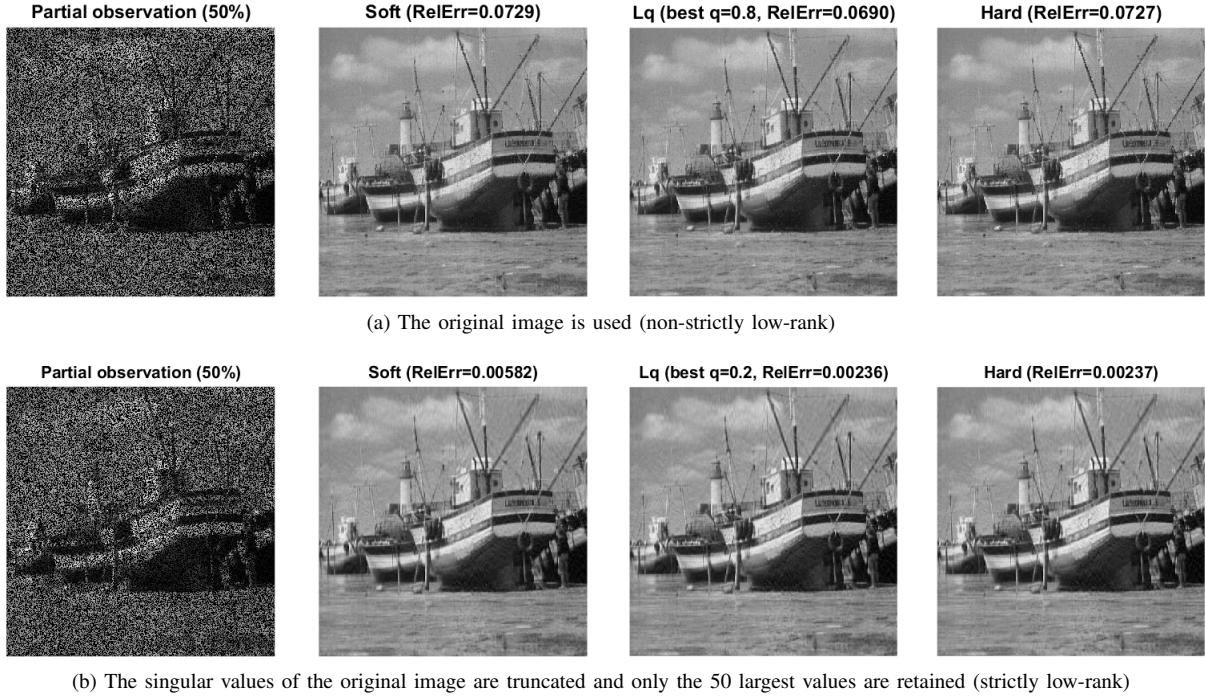 Partial observation (50%)
Soft (RelErr=0.0729)
Lq (best q=0.8, RelErr=0.0690)
Hard (RelErr=0.0727)
(a) The original image is used (non-strictly low-rank)
Partial observation (50%)
Soft (RelErr=0.00582)
Lq (best q=0.2, RelErr=0.00236)
Hard (RelErr=0.00237)
(b) The singular values of the original image are truncated and only the 50 largest values are retained (strictly low-rank)